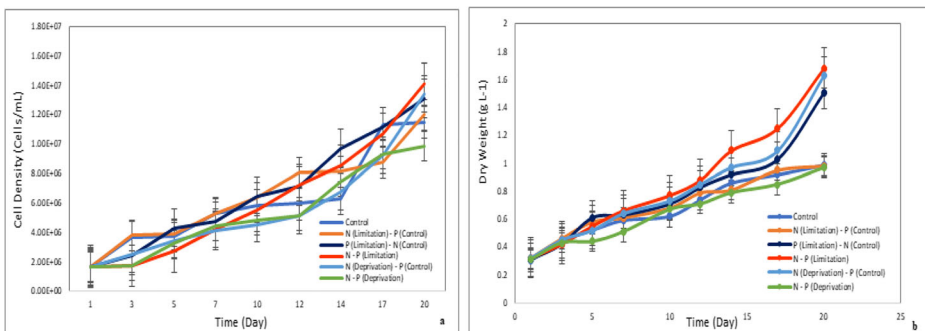 1.80E+07
1.60E+07
1.40E+07
1.20E+07
1.00E+07
8.00E+06
6.00E+06
4.00E+06
2.00E+06
0.00E+00
Cell Density (Cells/mL)
1 3 5 7 10 12 14 17 20
Time (Day)
a
Control
N (Limitation) - P (Control)
P (Limitation) - N (Control)
N - P (Limitation)
N (Deprivation) - P (Control)
N - P (Deprivation)
2
1.8
1.6
1.4
1.2
1
0.8
0.6
0.4
0.2
0
Dry Weight (g L-1)
0 5 10 15 20 25
Time (Day)
b
Control
N (Limitation) - P (Control)
P (Limitation) - N (Control)
N - P (Limitation)
N (Deprivation) - P (Control)
N - P (Deprivation)